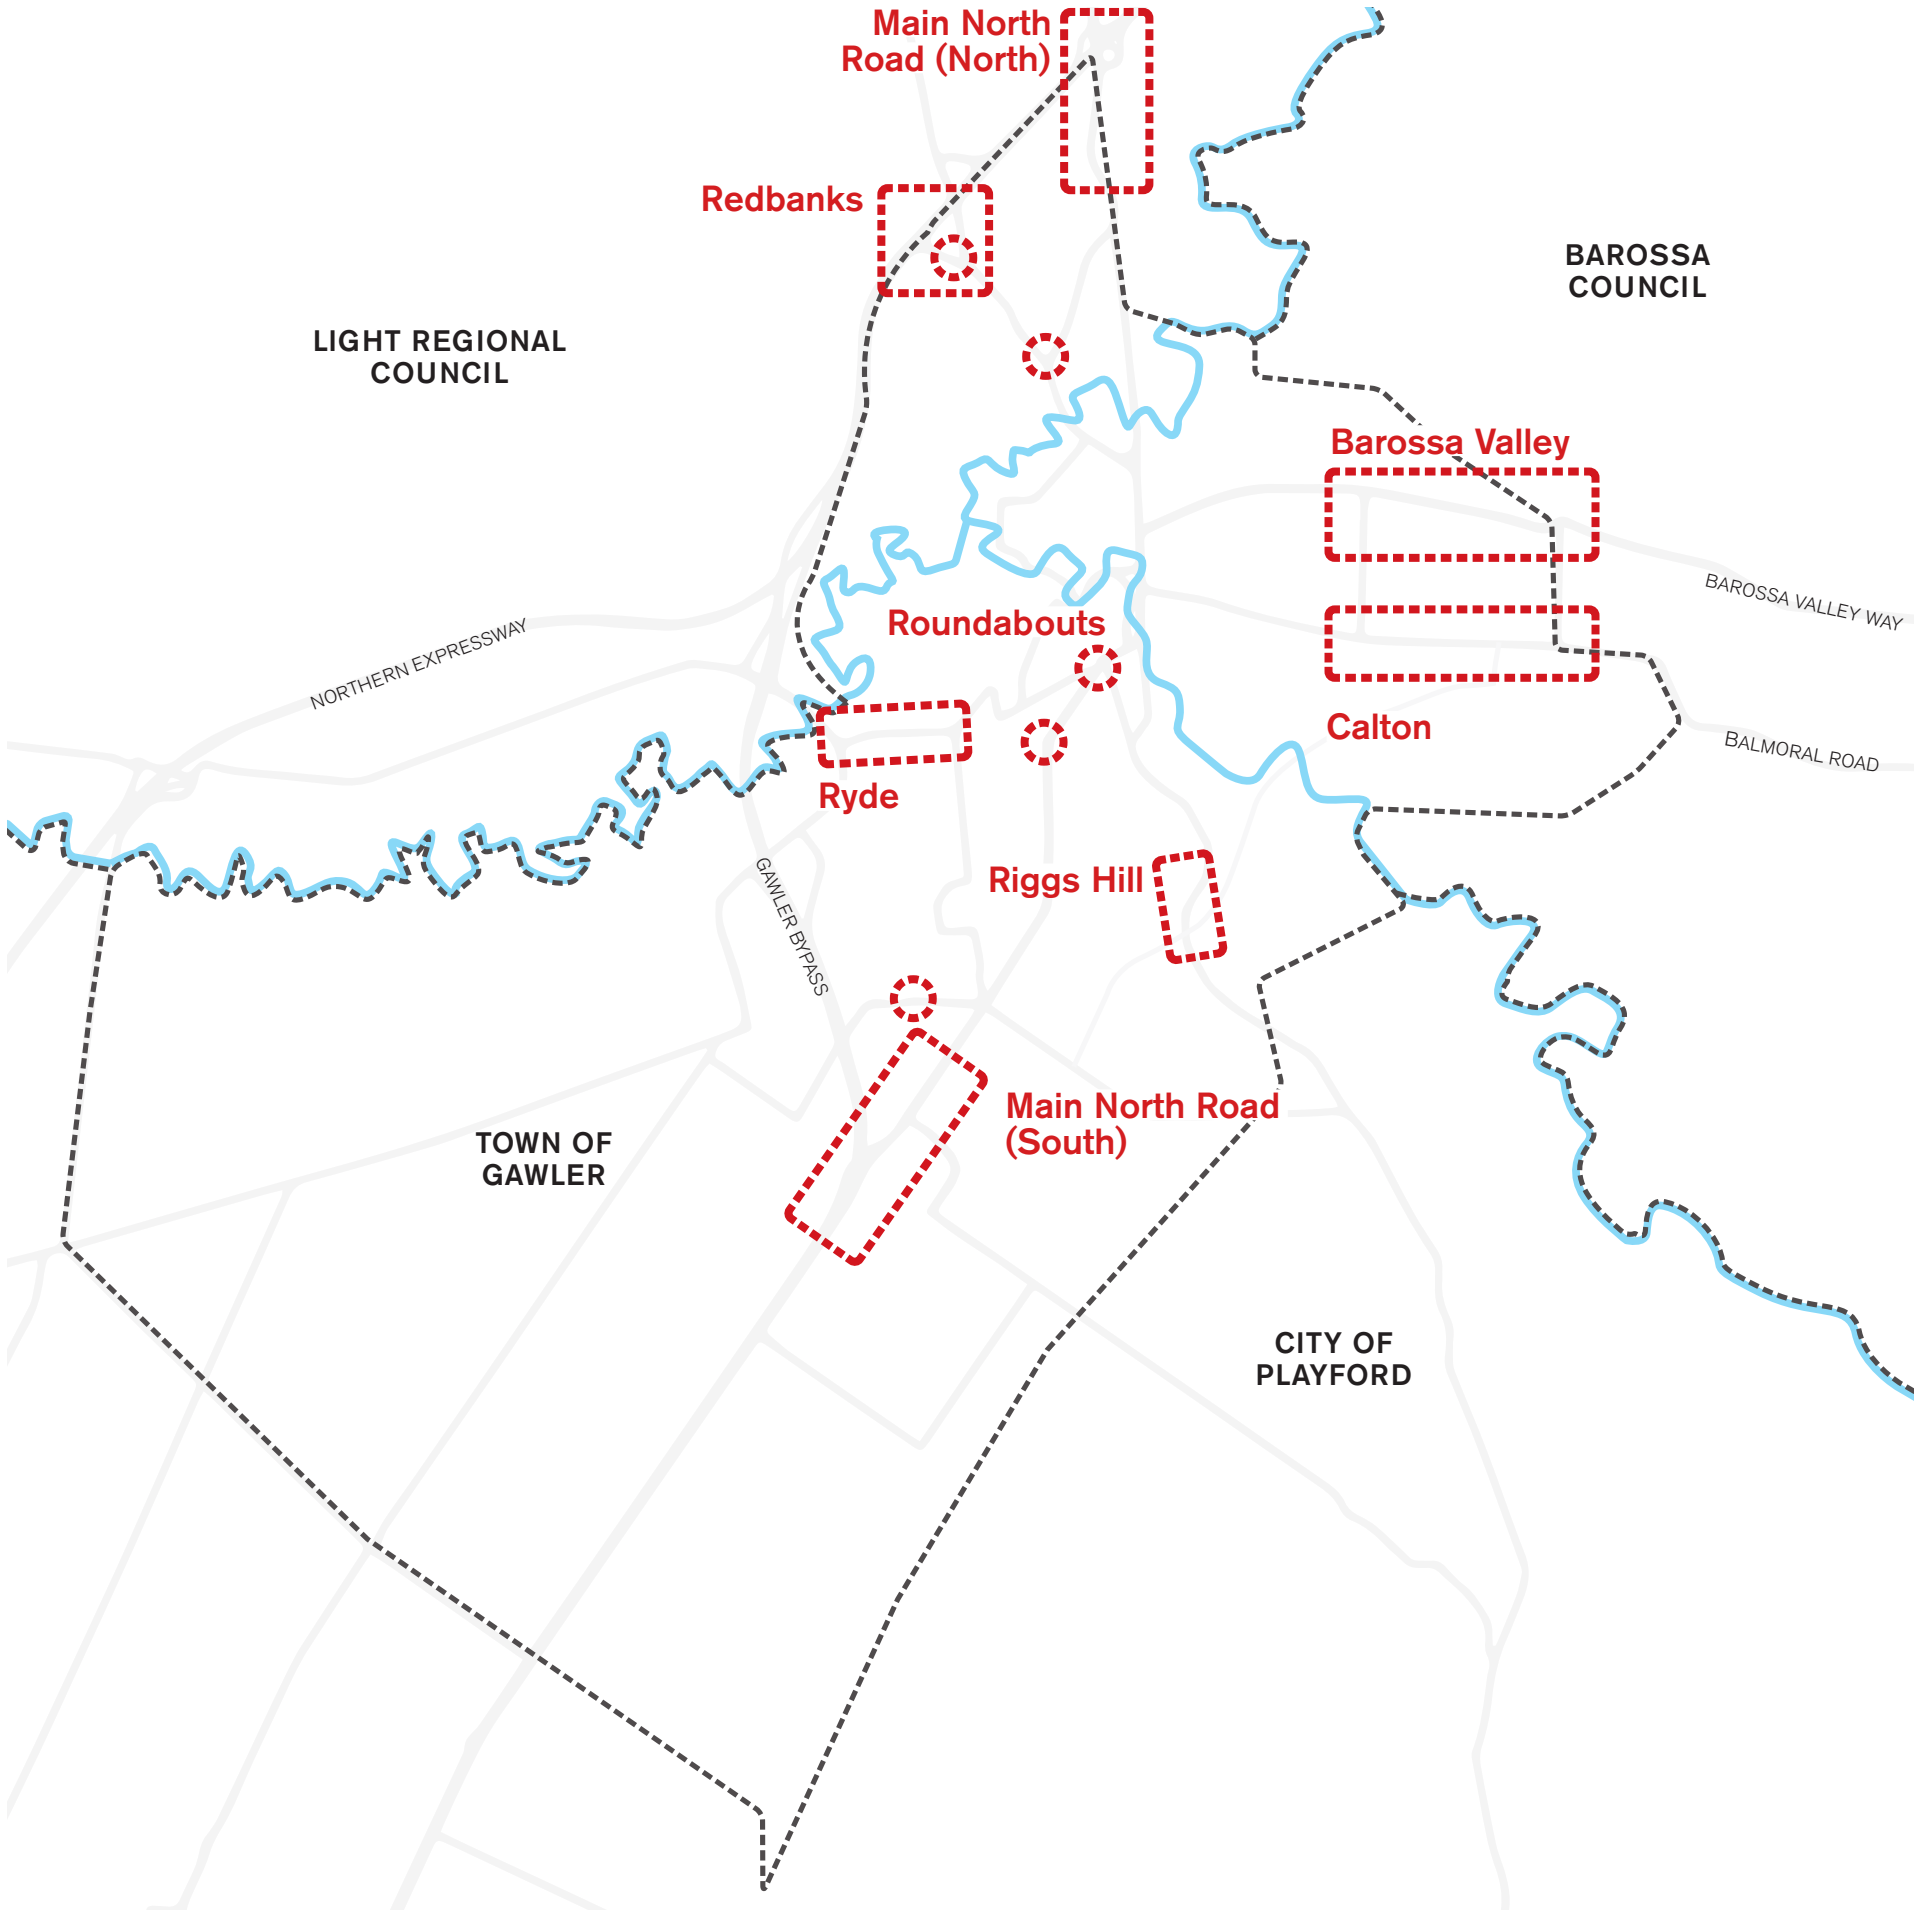 Main North
Road (North)
Redbanks
BAROSSA
COUNCIL
LIGHT REGIONAL
COUNCIL
Barossa Valley
BAROSSA VALLEY WAY
Roundabouts
NORTHERN EXPRESSWAY
Calton
BALMORAL ROAD
Ryde
Riggs Hill
GAWLER BYPASS
Main North Road
(South)
TOWN OF
GAWLER
CITY OF
PLAYFORD